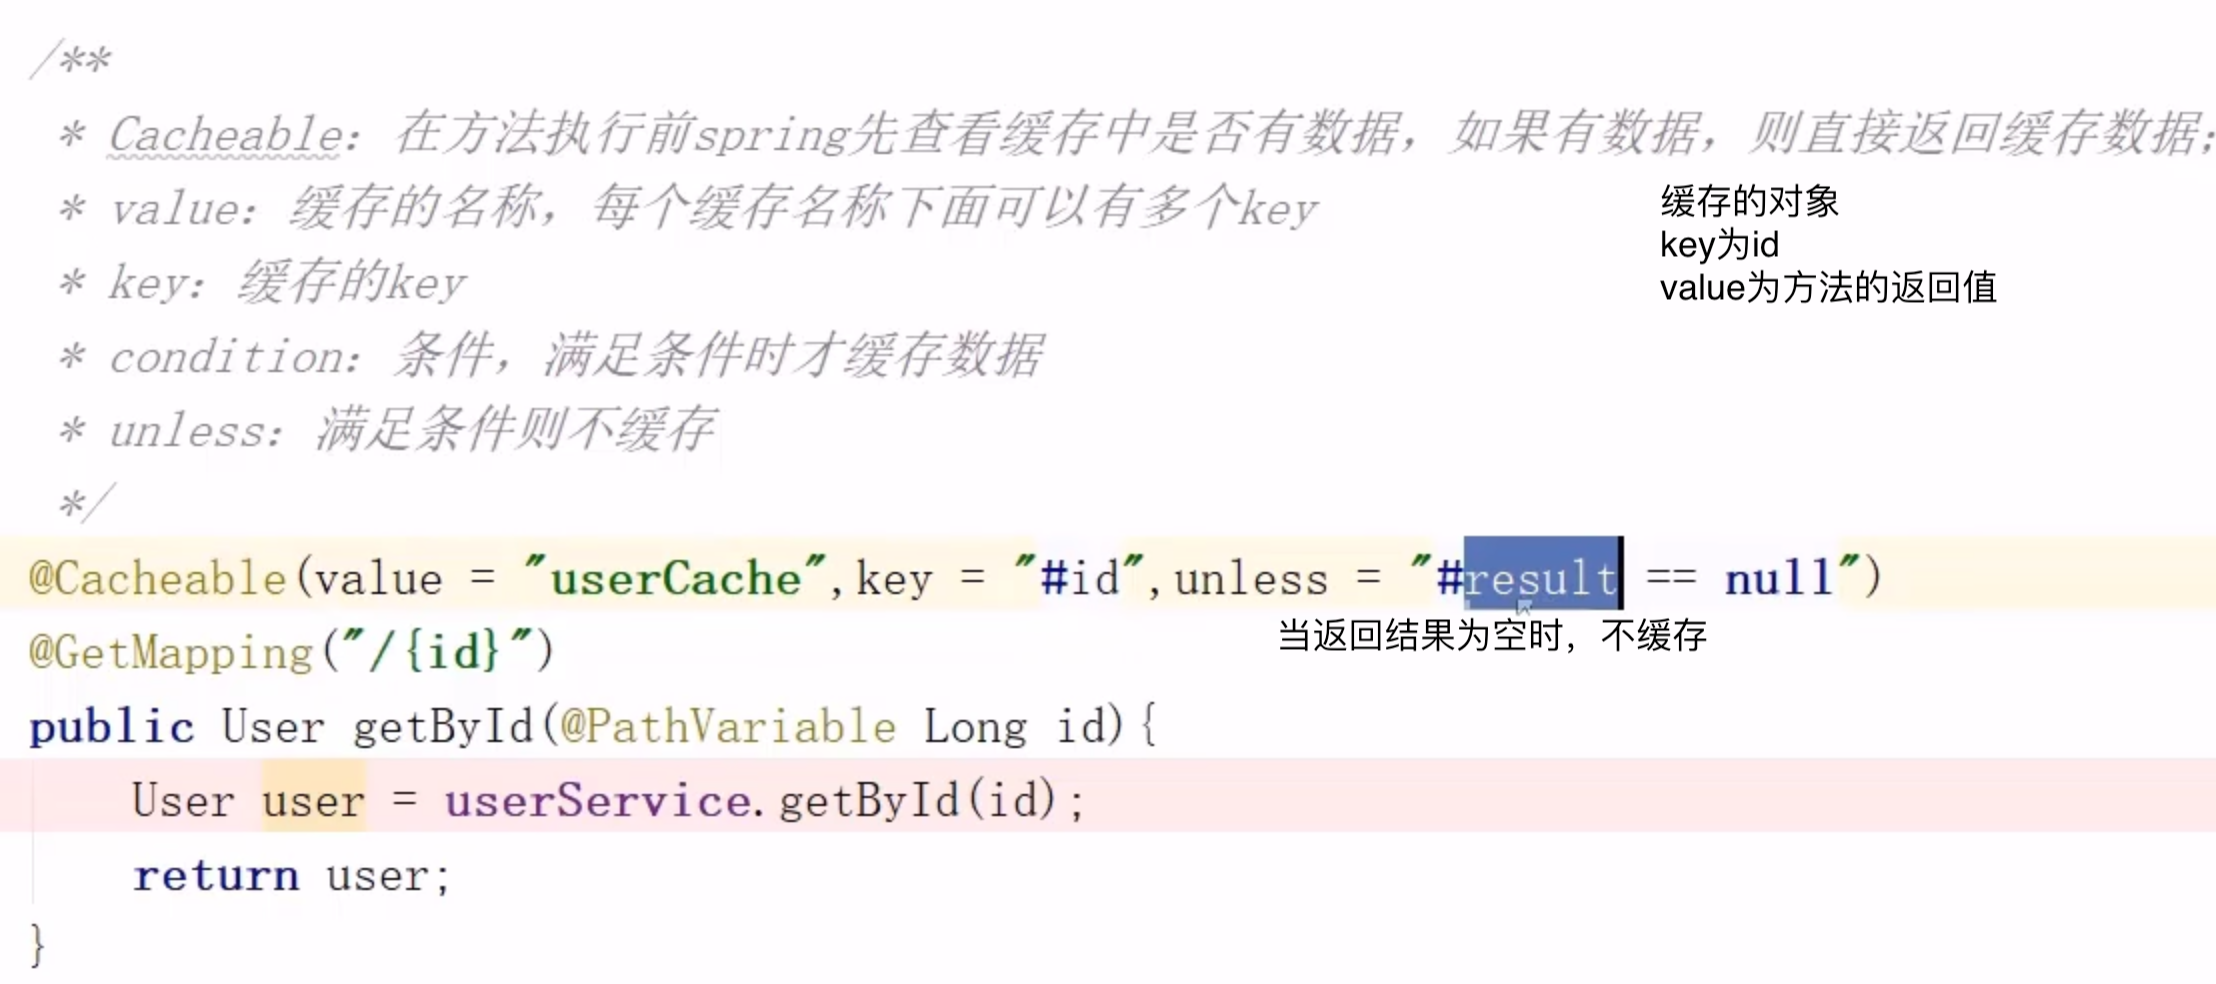 /**
* Cacheable：在方法执行前spring先查看缓存中是否有数据，如果有数据，则直接返回缓存数据；
* value：缓存的名称，每个缓存名称下面可以有多个key
* key：缓存的key
* condition：条件，满足条件时才缓存数据
* unless：满足条件则不缓存
*/
缓存的对象
key为id
value为方法的返回值
@Cacheable(value = "userCache",key = "#id",unless = "#result == null")
当返回结果为空时，不缓存
@GetMapping("/{id}")
public User getById(@PathVariable Long id){
User user = userService.getById(id);
return user;
}